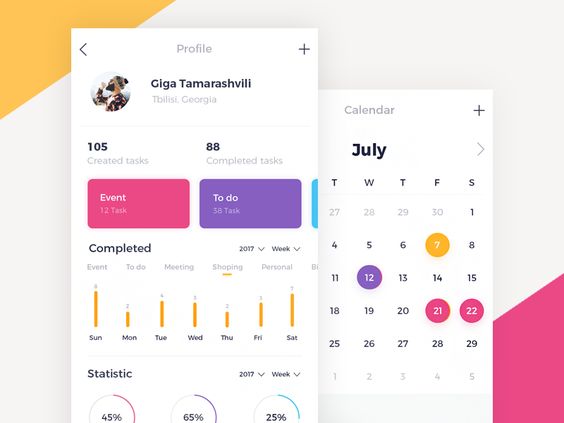 Profile
Giga Tamarashvili
Tbilisi, Georgia
105
Created tasks
88
Completed tasks
Event
12 Task
To do
38 Task
Completed
2017
Week
Event To do Meeting Shoping Personal Bi
8 2 4 3 2 3 7
Sun Mon Tue Wed Thu Fri Sat
Statistic
2017
Week
45% 65% 25%
Calendar
July
T W T F S
27 28 29 30 1
4 5 6 7 8
11 12 13 14 15
18 19 20 21 22
25 26 27 28 29
1 2 3 4 5